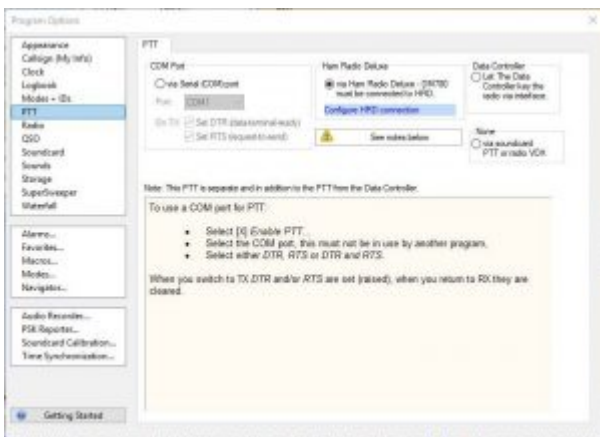 Program Options
Appearance
Callsign (My Info)
Clock
Logbook
Modes + IDs
PTT
Radio
QSO
Soundcard
Sounds
Storage
SuperSweeper
Waterfall
Alarms...
Favorites...
Macros...
Modes...
Navigator...
Audio Recorder...
PSK Reporter...
Soundcard Calibration...
Time Synchronization...
Getting Started
PTT
COM Port
via Serial (COM) port
Port: COM1
On TX: Set DTR (data terminal ready)
Set RTS (request to send)
Ham Radio Deluxe
via Ham Radio Deluxe - DM780
must be connected to HRD.
Configure HRD connection
See notes below
Data Controller
Let The Data
Controller key the
radio via interface.
None
via soundcard
PTT or radio VOX
Note: This PTT is separate and in addition to the PTT from the Data Controller.
To use a COM port for PTT:
• Select [X] Enable PTT.
• Select the COM port, this must not be in use by another program,
• Select either DTR, RTS or DTR and RTS.
When you switch to TX DTR and/or RTS are set (raised), when you return to RX they are
cleared.